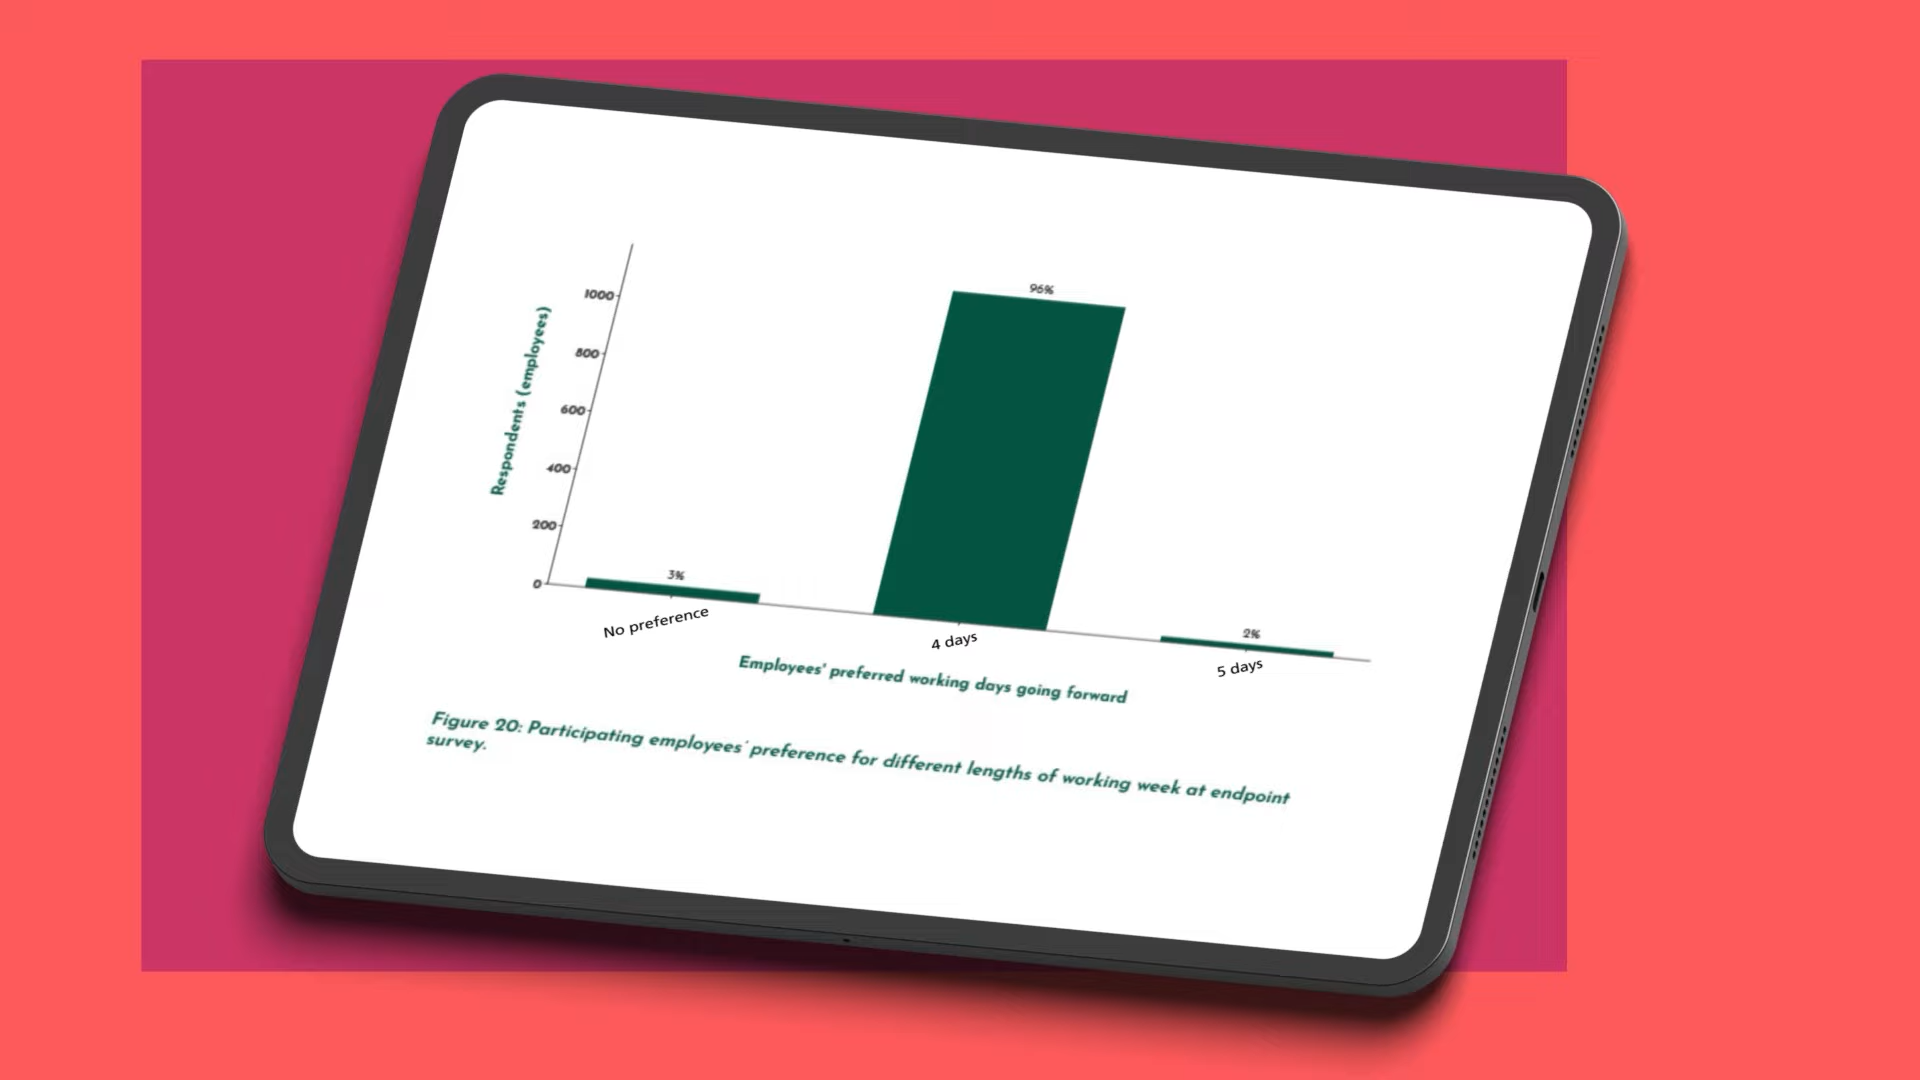 Respondents (employees)
1000
800
600
400
200
0
3%
96%
2%
No preference
4 days
5 days
Employees' preferred working days going forward
Figure 20: Participating employees' preference for different lengths of working week at endpoint
survey.